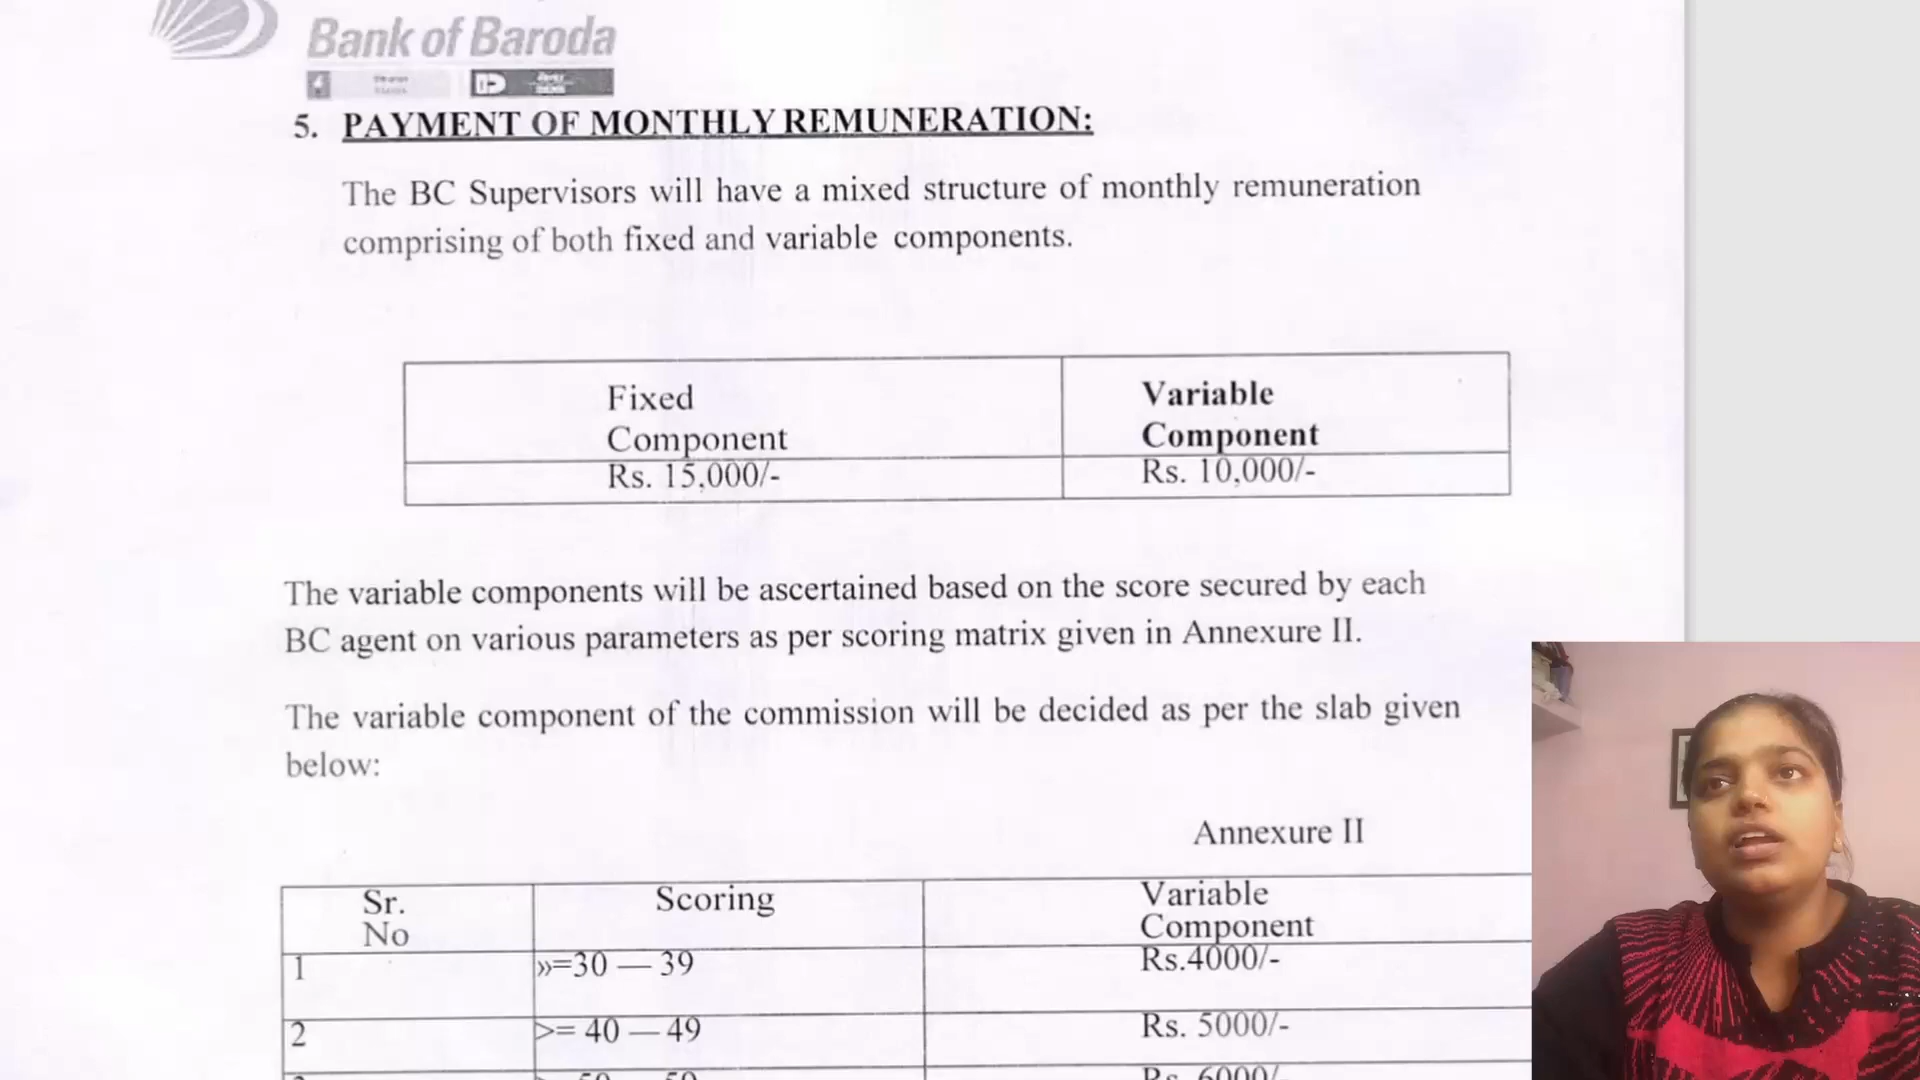 Bank of Baroda
5. PAYMENT OF MONTHLY REMUNERATION:
The BC Supervisors will have a mixed structure of monthly remuneration
comprising of both fixed and variable components.
Fixed Component Variable Component
Rs. 15,000/- Rs. 10,000/-
The variable components will be ascertained based on the score secured by each
BC agent on various parameters as per scoring matrix given in Annexure II.
The variable component of the commission will be decided as per the slab given
below:
Annexure II
Sr. No Scoring Variable Component
1 »=30 — 39 Rs.4000/-
2 >= 40 — 49 Rs. 5000/-
Rs. 6000/-